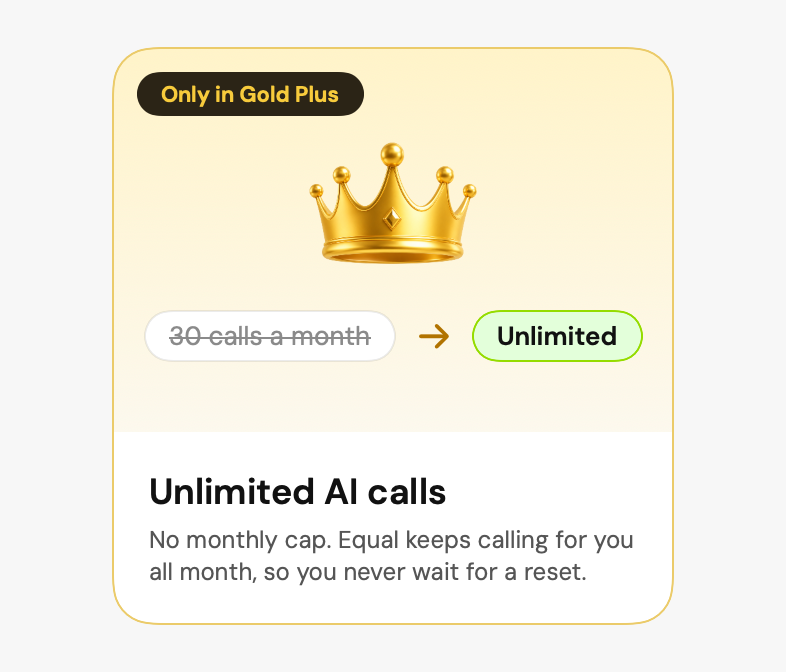 Only in Gold Plus
30 calls a month
Unlimited
Unlimited AI calls
No monthly cap. Equal keeps calling for you
all month, so you never wait for a reset.